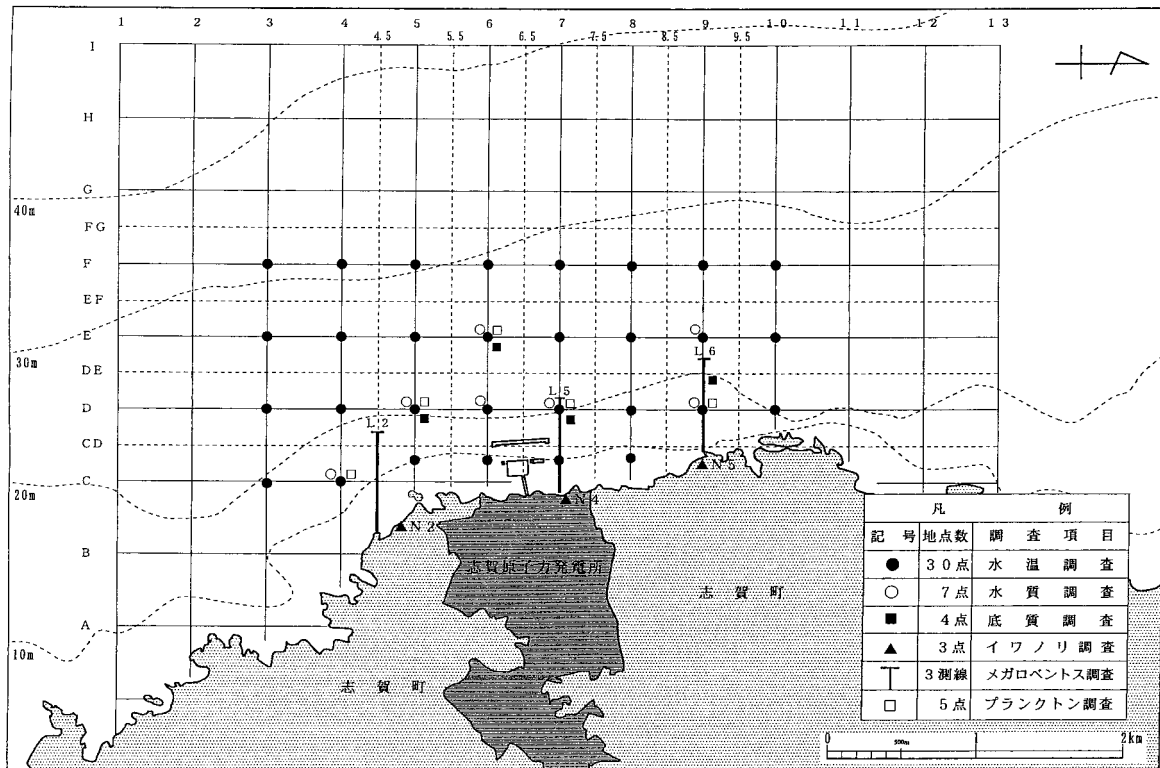 1 2 3 4 5 6 7 8 9 10 11 12 13
4.5 5.5 6.5 7.5 8.5 9.5
I
H
G
40m
FG
F
EF
E
L 6
30m
DE
L 5
D
L 2
CD
N 5
C
20m
N 4
N 2
B
志賀原子力発電所
志賀町
A
10m
志賀町
凡例
記号 地点数 調査項目
● 30点 水温調査
○ 7点 水質調査
■ 4点 底質調査
▲ 3点 イワノリ調査
3測線 メガロベントス調査
□ 5点 プランクトン調査
0 500m 1 2km